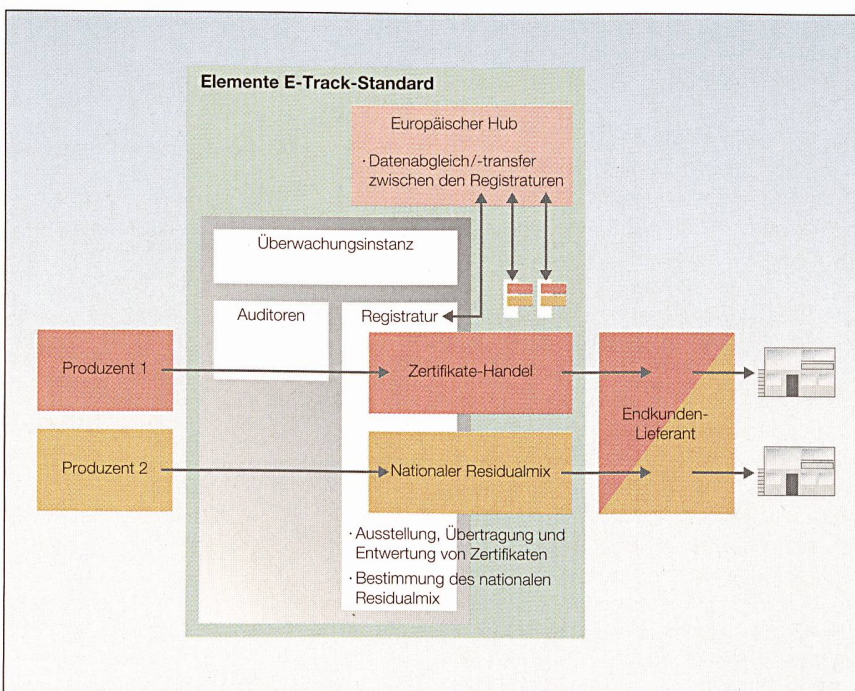 Elemente E-Track-Standard
Europäischer Hub
· Datenabgleich/-transfer
zwischen den Registraturen
Überwachungsinstanz
Auditoren
Registratur
Produzent 1
Zertifikate-Handel
Endkunden-
Lieferant
Produzent 2
Nationaler Residualmix
· Ausstellung, Übertragung und
Entwertung von Zertifikaten
· Bestimmung des nationalen
Residualmix